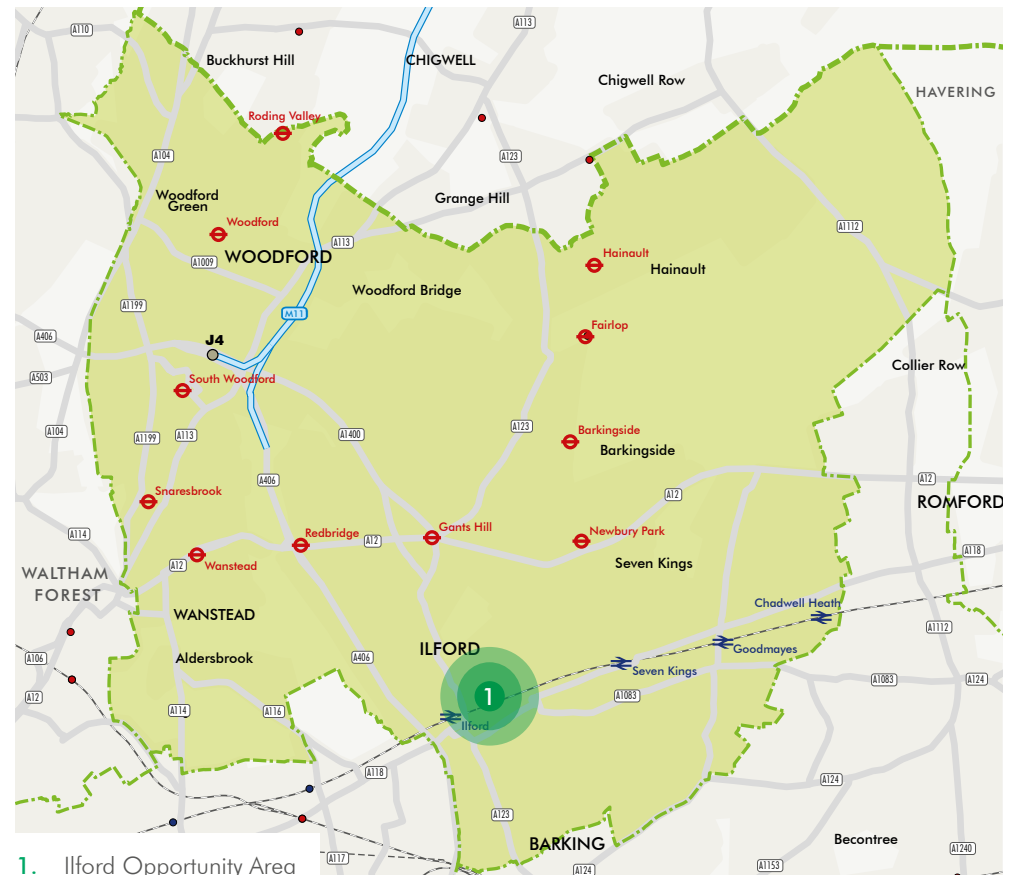 A113
A110
Buckhurst Hill
CHIGWELL
Chigwell Row
HAVERING
Roding Valley
A104
A123
Woodford
Green
Grange Hill
Woodford
A1112
A113
WOODFORD
A1009
Hainault
Hainault
Woodford Bridge
A1199
M11
Fairlop
A406
J4
Collier Row
A503
South Woodford
A123
A104
A1199
A113
A1400
Barkingside
Barkingside
A406
A12
A12
Snaresbrook
ROMFORD
A114
Redbridge
A12
Gants Hill
Newbury Park
A118
Wanstead
A12
Seven Kings
WALTHAM
FOREST
Chadwell Heath
WANSTEAD
A1112
ILFORD
Goodmayes
A106
Aldersbrook
A406
Seven Kings
A1083
A124
A12
1
A1083
A114
A116
Ilford
A118
A124
A123
BARKING
Becontree
A1240
A117
A1153
A124
1. Ilford Opportunity Area